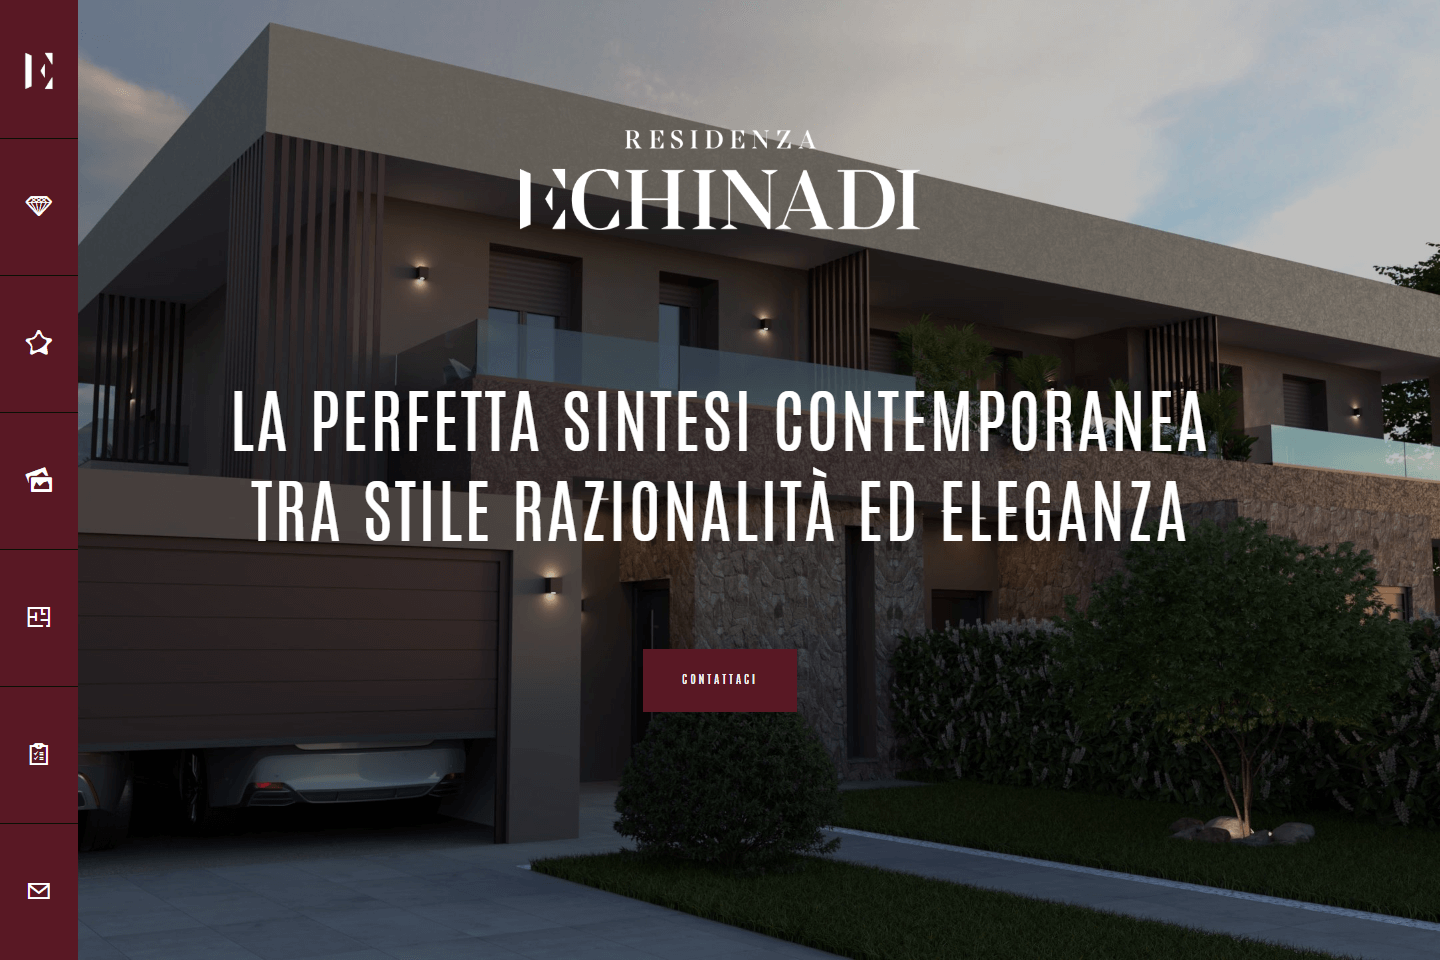 E
RESIDENZA
ECHINADI
LA PERFETTA SINTESI CONTEMPORANEA
TRA STILE RAZIONALITÀ ED ELEGANZA
CONTATTACI